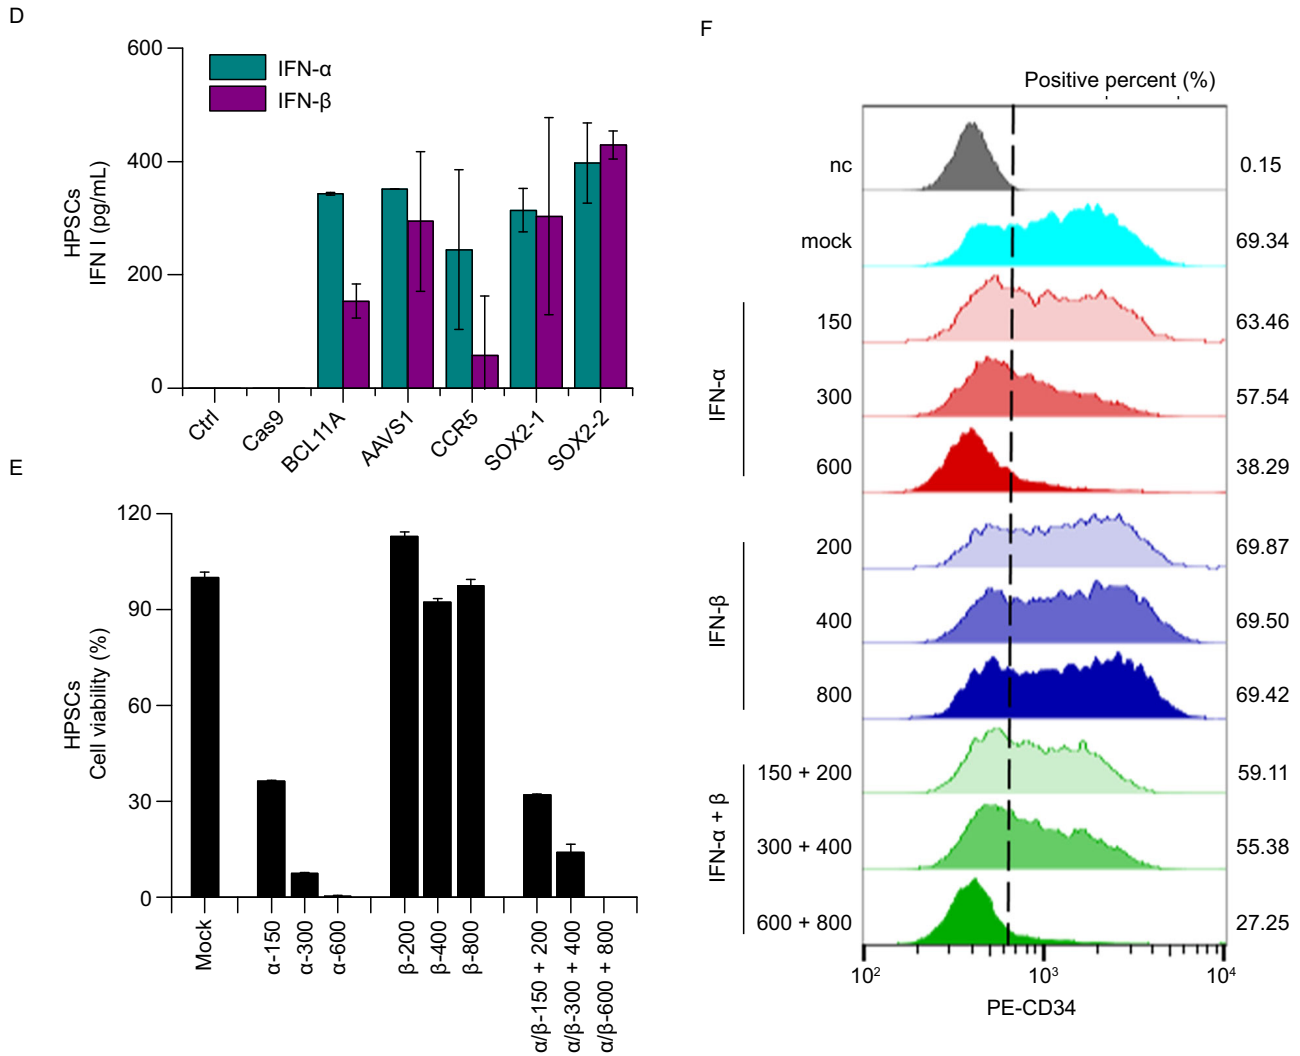 D
600
400
200
0
HPSCs
IFN I (pg/mL)
IFN-α
IFN-β
Ctrl
Cas9
BCL11A
AAVS1
CCR5
SOX2-1
SOX2-2
E
120
90
60
30
0
HPSCs
Cell viability (%)
Mock
α-150
α-300
α-600
β-200
β-400
β-800
α/β-150 + 200
α/β-300 + 400
α/β-600 + 800
F
Positive percent (%)
nc 0.15
mock 69.34
IFN-α
150 63.46
300 57.54
600 38.29
IFN-β
200 69.87
400 69.50
800 69.42
IFN-α + β
150 + 200 59.11
300 + 400 55.38
600 + 800 27.25
10² 10³ 10⁴
PE-CD34